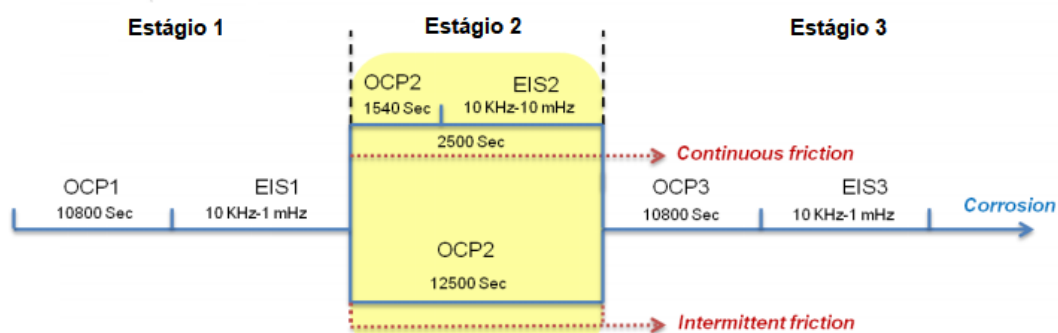 Estágio 1
Estágio 2
Estágio 3
OCP2
EIS2
1540 Sec
10 KHz-10 mHz
2500 Sec
Continuous friction
OCP1
EIS1
OCP3
EIS3
10800 Sec
10 KHz-1 mHz
10800 Sec
10 KHz-1 mHz
Corrosion
OCP2
12500 Sec
Intermittent friction